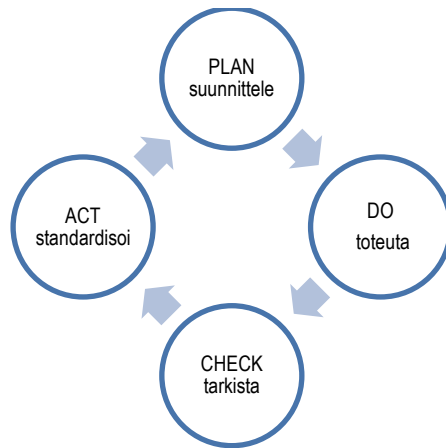 PLAN
suunnittele
DO
toteuta
CHECK
tarkista
ACT
standardisoi